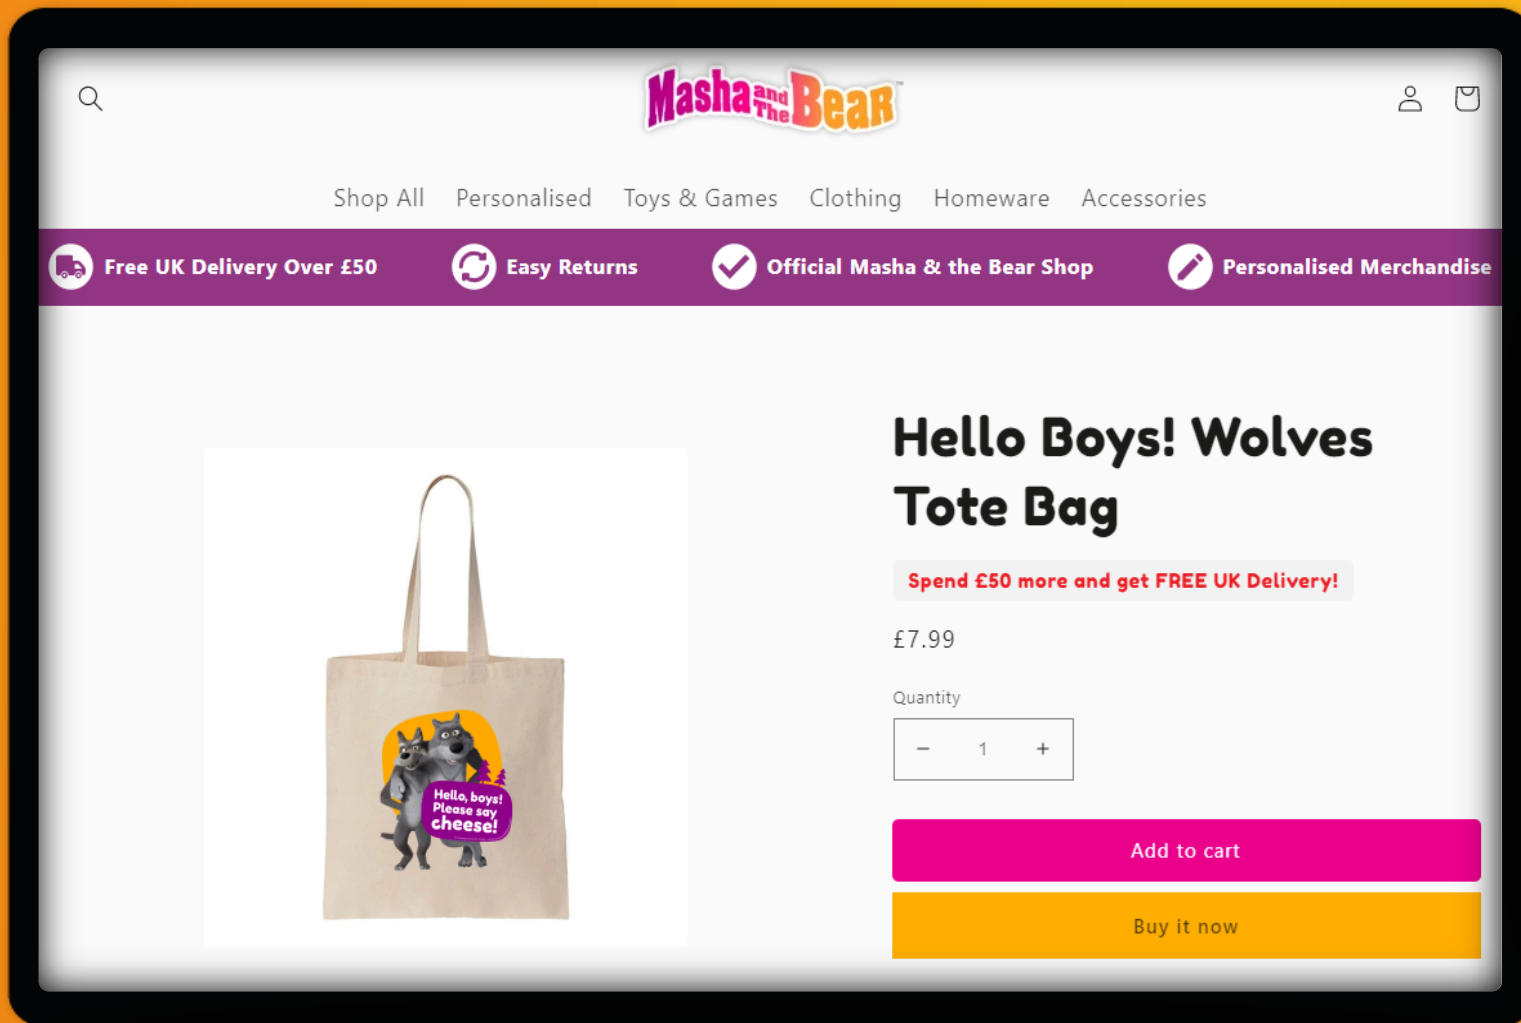 Masha and The Bear™
Shop All Personalised Toys & Games Clothing Homeware Accessories
Free UK Delivery Over £50 Easy Returns Official Masha & the Bear Shop Personalised Merchandise
Hello Boys! Wolves
Tote Bag
Spend £50 more and get FREE UK Delivery!
£7.99
Quantity
− 1 +
Add to cart
Buy it now
Hello, boys!
Please say
cheese!